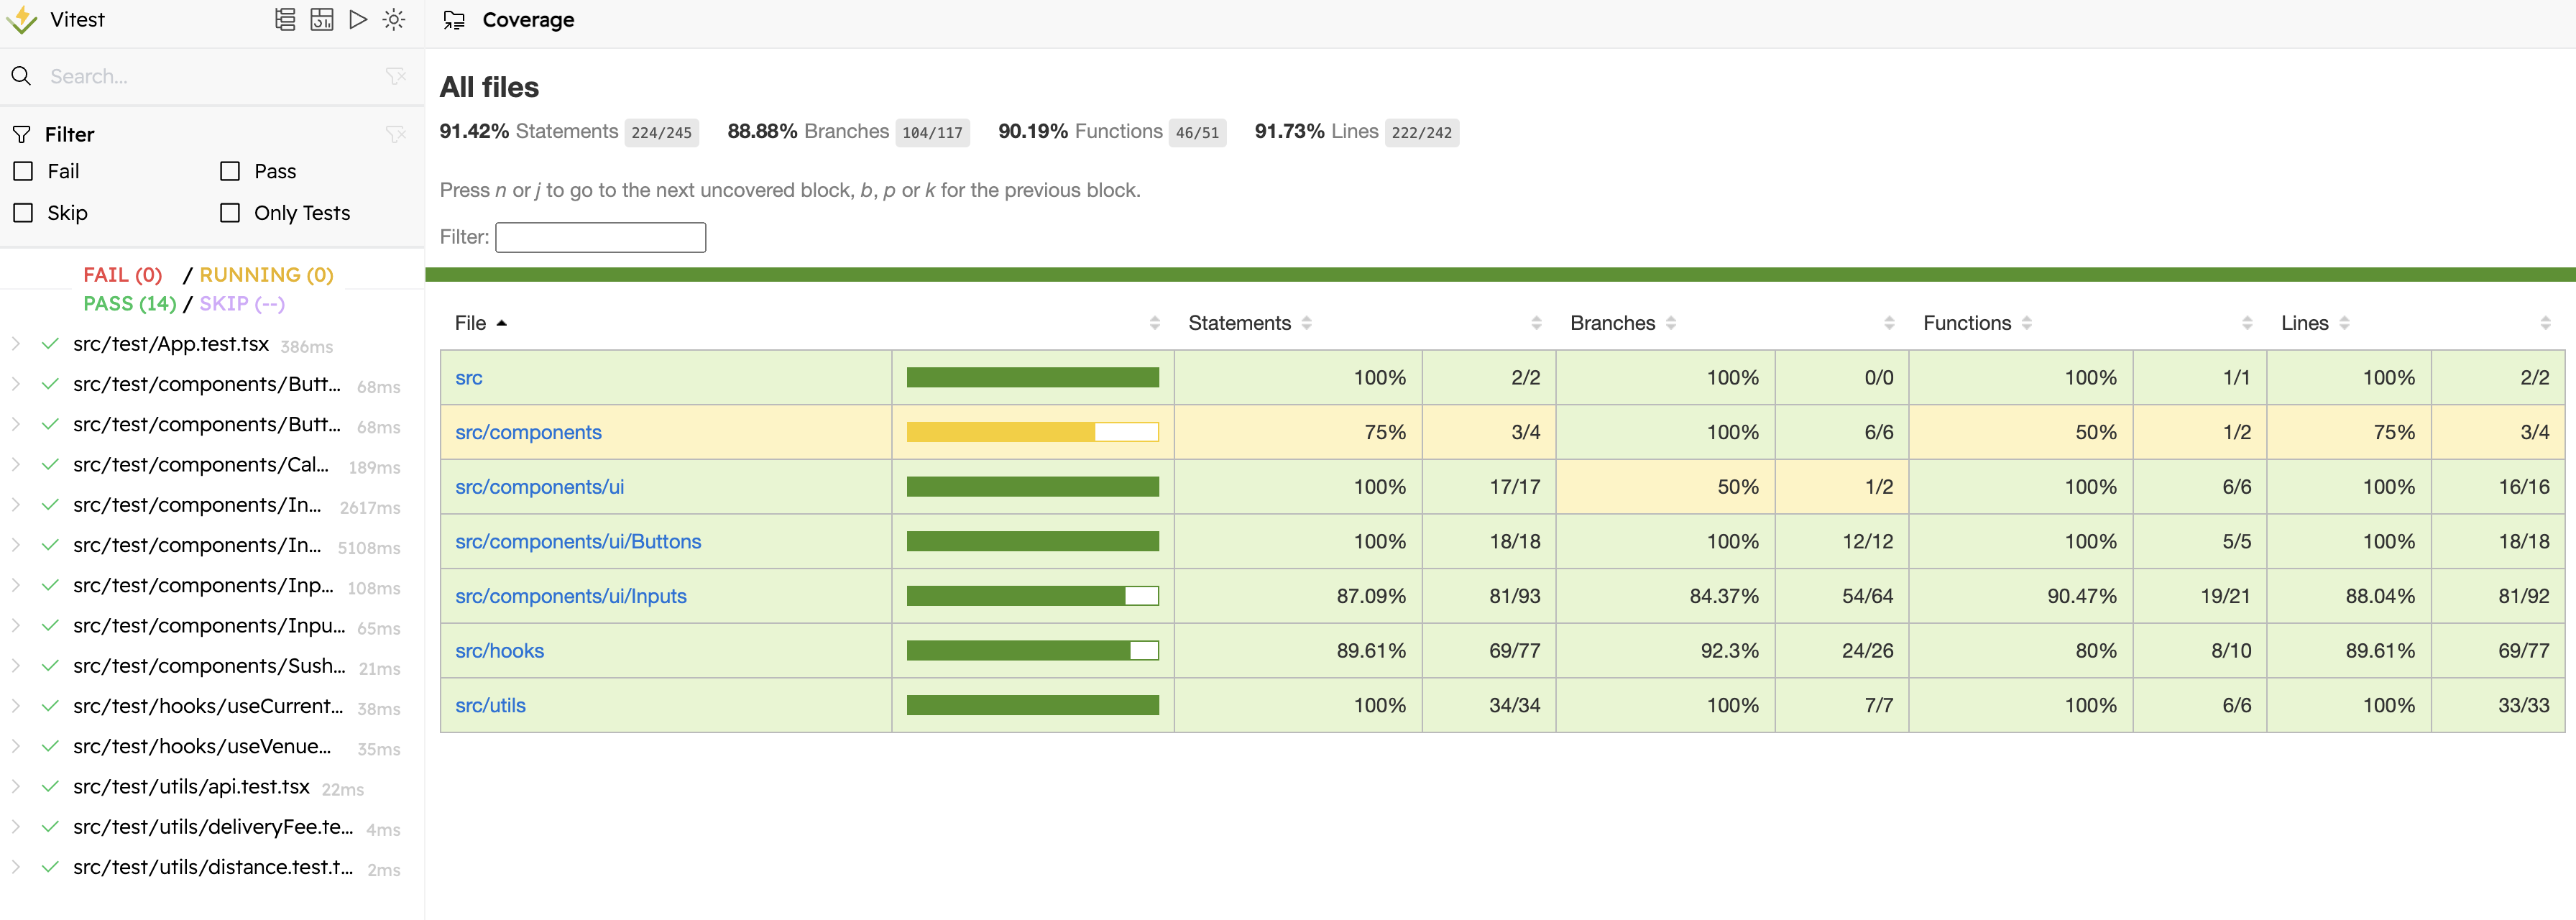 Vitest
Search...
Filter
Fail
Pass
Skip
Only Tests
FAIL (0) / RUNNING (0)
PASS (14) / SKIP (--)
src/test/App.test.tsx 386ms
src/test/components/Butt... 68ms
src/test/components/Butt... 68ms
src/test/components/Cal... 189ms
src/test/components/In... 2617ms
src/test/components/In... 5108ms
src/test/components/Inp... 108ms
src/test/components/Inpu... 65ms
src/test/components/Sush... 21ms
src/test/hooks/useCurrent... 38ms
src/test/hooks/useVenue... 35ms
src/test/utils/api.test.tsx 22ms
src/test/utils/deliveryFee.te... 4ms
src/test/utils/distance.test.t... 2ms
Coverage
All files
91.42% Statements 224/245 88.88% Branches 104/117 90.19% Functions 46/51 91.73% Lines 222/242
Press n or j to go to the next uncovered block, b, p or k for the previous block.
Filter:
File Statements Branches Functions Lines
src 100% 2/2 100% 0/0 100% 1/1 100% 2/2
src/components 75% 3/4 100% 6/6 50% 1/2 75% 3/4
src/components/ui 100% 17/17 50% 1/2 100% 6/6 100% 16/16
src/components/ui/Buttons 100% 18/18 100% 12/12 100% 5/5 100% 18/18
src/components/ui/Inputs 87.09% 81/93 84.37% 54/64 90.47% 19/21 88.04% 81/92
src/hooks 89.61% 69/77 92.3% 24/26 80% 8/10 89.61% 69/77
src/utils 100% 34/34 100% 7/7 100% 6/6 100% 33/33